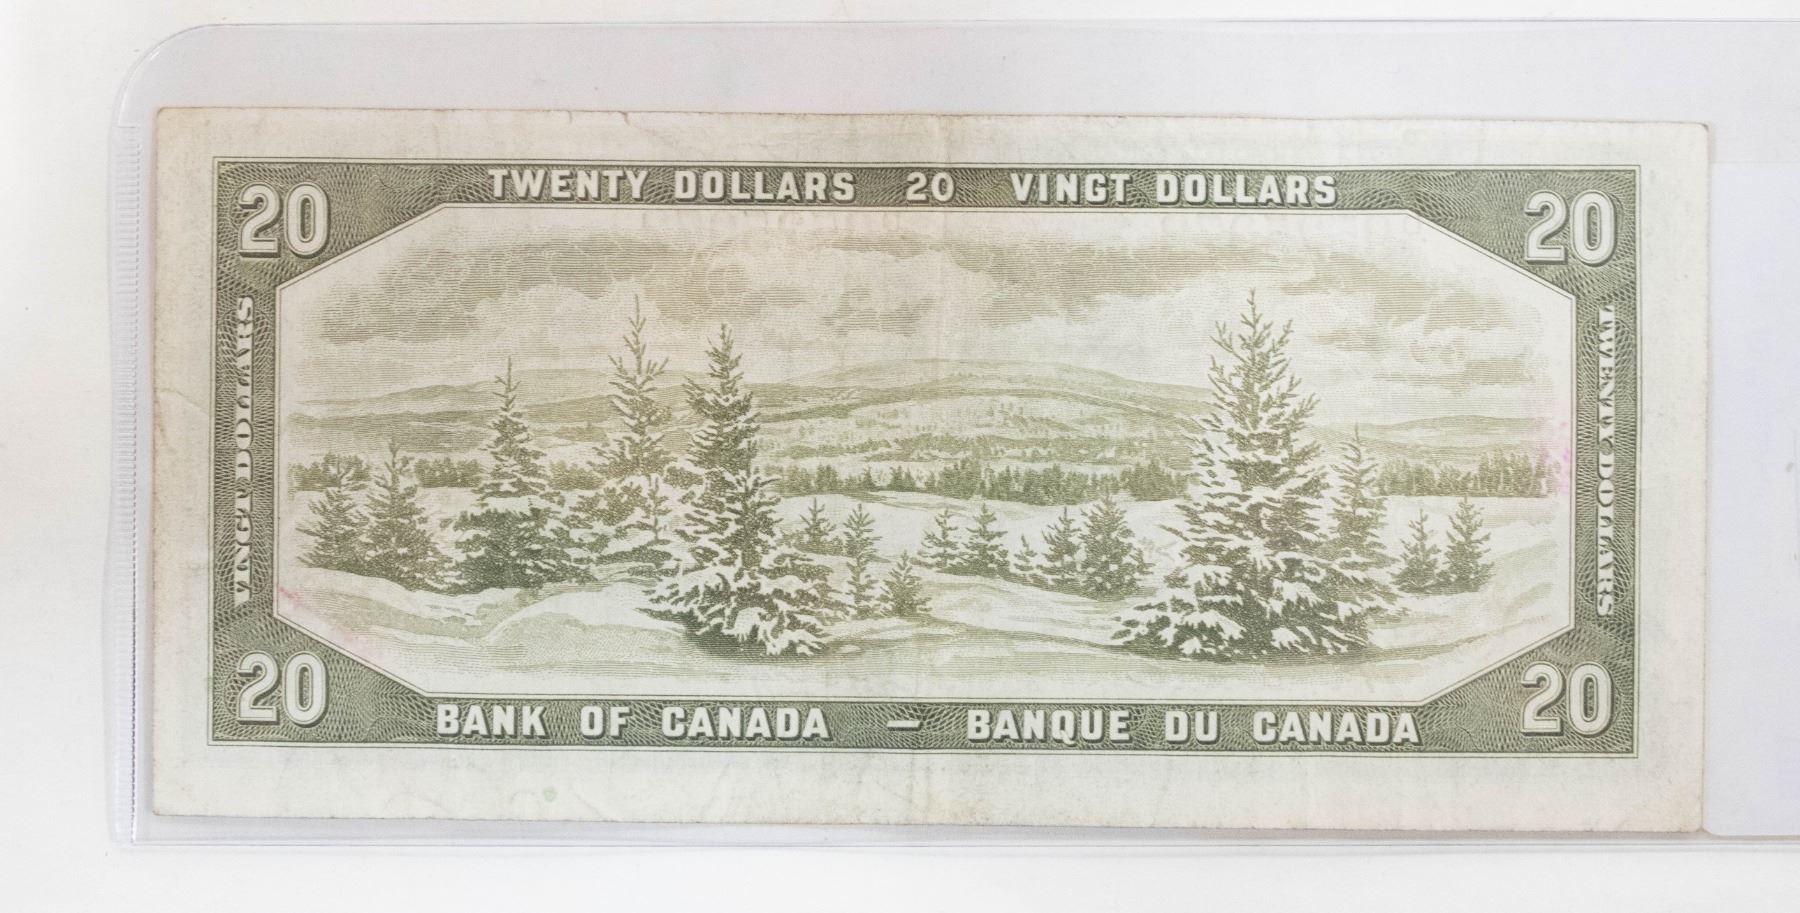 TWENTY DOLLARS 20 VINGT DOLLARS
20
20
VINGT DOLLARS
TWENTY DOLLARS
20
20
BANK OF CANADA — BANQUE DU CANADA